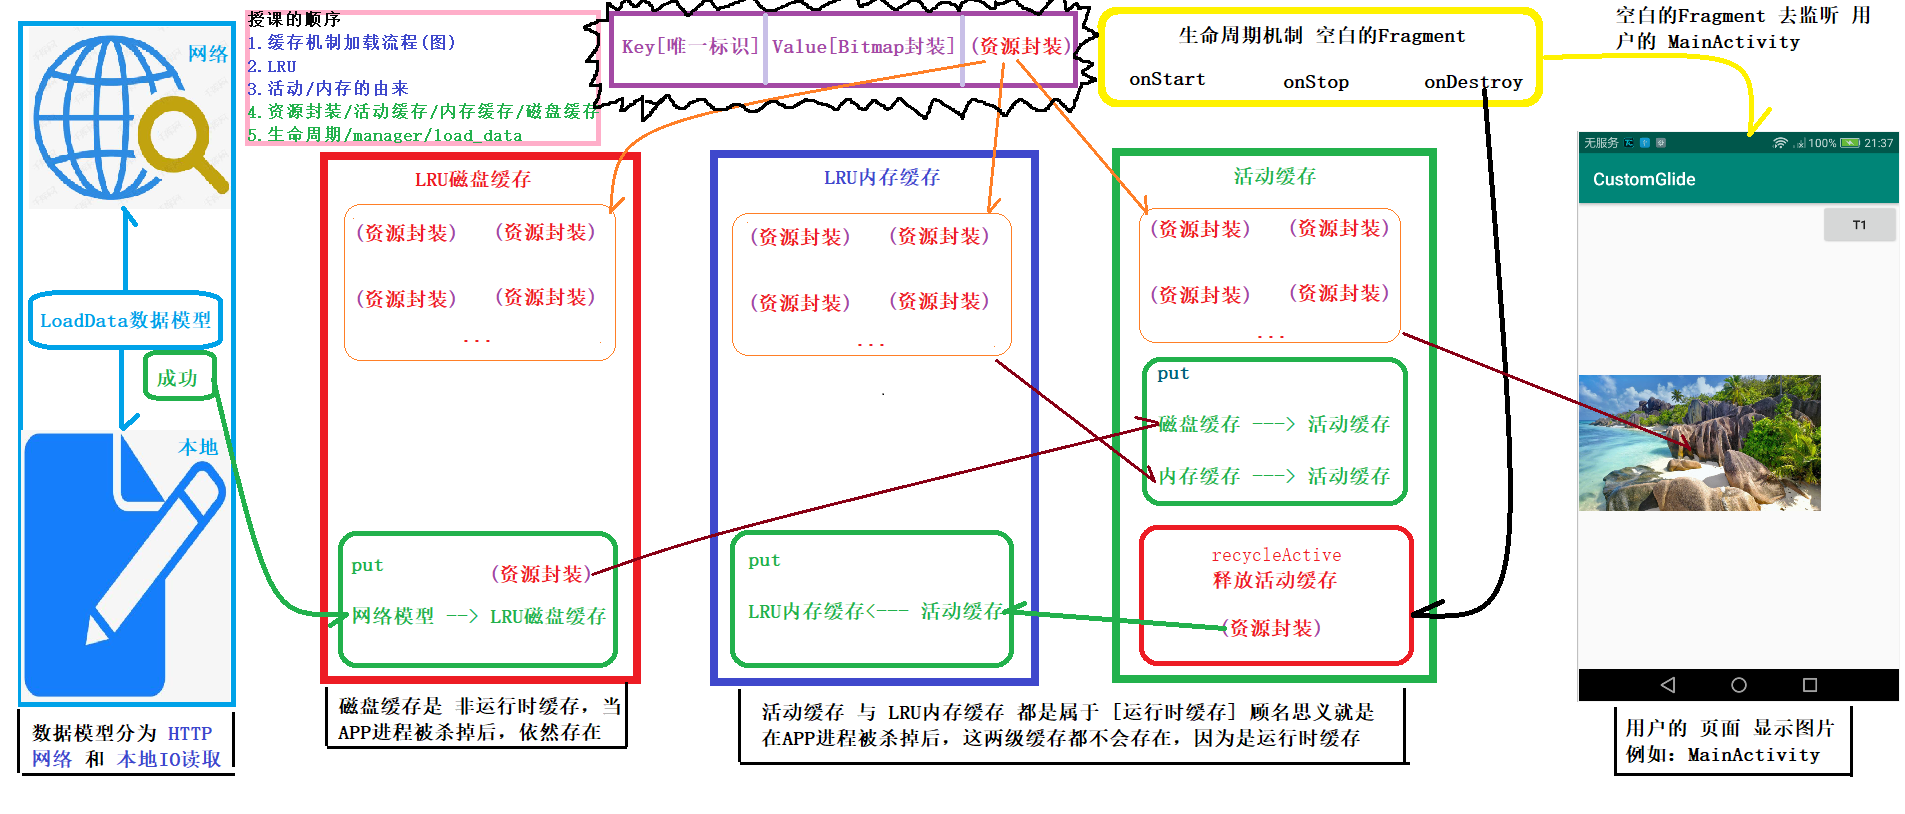 授课的顺序
1.缓存机制加载流程(图)
2.LRU
3.活动/内存的由来
4.资源封装/活动缓存/内存缓存/磁盘缓存
5.生命周期/manager/load_data
Key[唯一标识]
Value[Bitmap封装]
(资源封装)
生命周期机制 空白的Fragment
onStart
onStop
onDestroy
空白的Fragment 去监听 用
户的 MainActivity
网络
LoadData数据模型
成功
本地
数据模型分为 HTTP
网络 和 本地IO读取
LRU磁盘缓存
(资源封装) (资源封装)
(资源封装) (资源封装)
...
put
(资源封装)
网络模型 --> LRU磁盘缓存
磁盘缓存是 非运行时缓存，当
APP进程被杀掉后，依然存在
LRU内存缓存
(资源封装) (资源封装)
(资源封装) (资源封装)
...
put
LRU内存缓存<--- 活动缓存
活动缓存
(资源封装) (资源封装)
(资源封装) (资源封装)
...
put
磁盘缓存 ---> 活动缓存
内存缓存 ---> 活动缓存
recycleActive
释放活动缓存
(资源封装)
活动缓存 与 LRU内存缓存 都是属于 [运行时缓存] 顾名思义就是
在APP进程被杀掉后，这两级缓存都不会存在，因为是运行时缓存
无服务 100% 21:37
CustomGlide
T1
用户的 页面 显示图片
例如：MainActivity